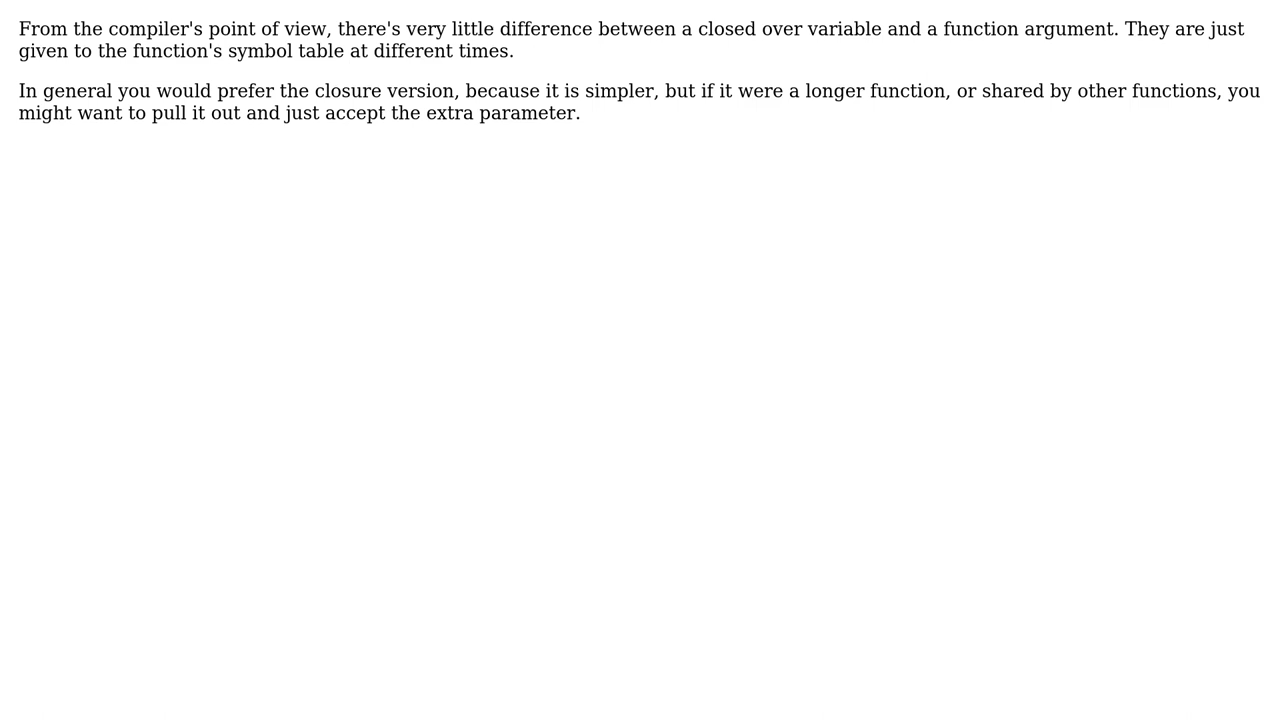 From the compiler's point of view, there's very little difference between a closed over variable and a function argument. They are just
given to the function's symbol table at different times.
In general you would prefer the closure version, because it is simpler, but if it were a longer function, or shared by other functions, you
might want to pull it out and just accept the extra parameter.